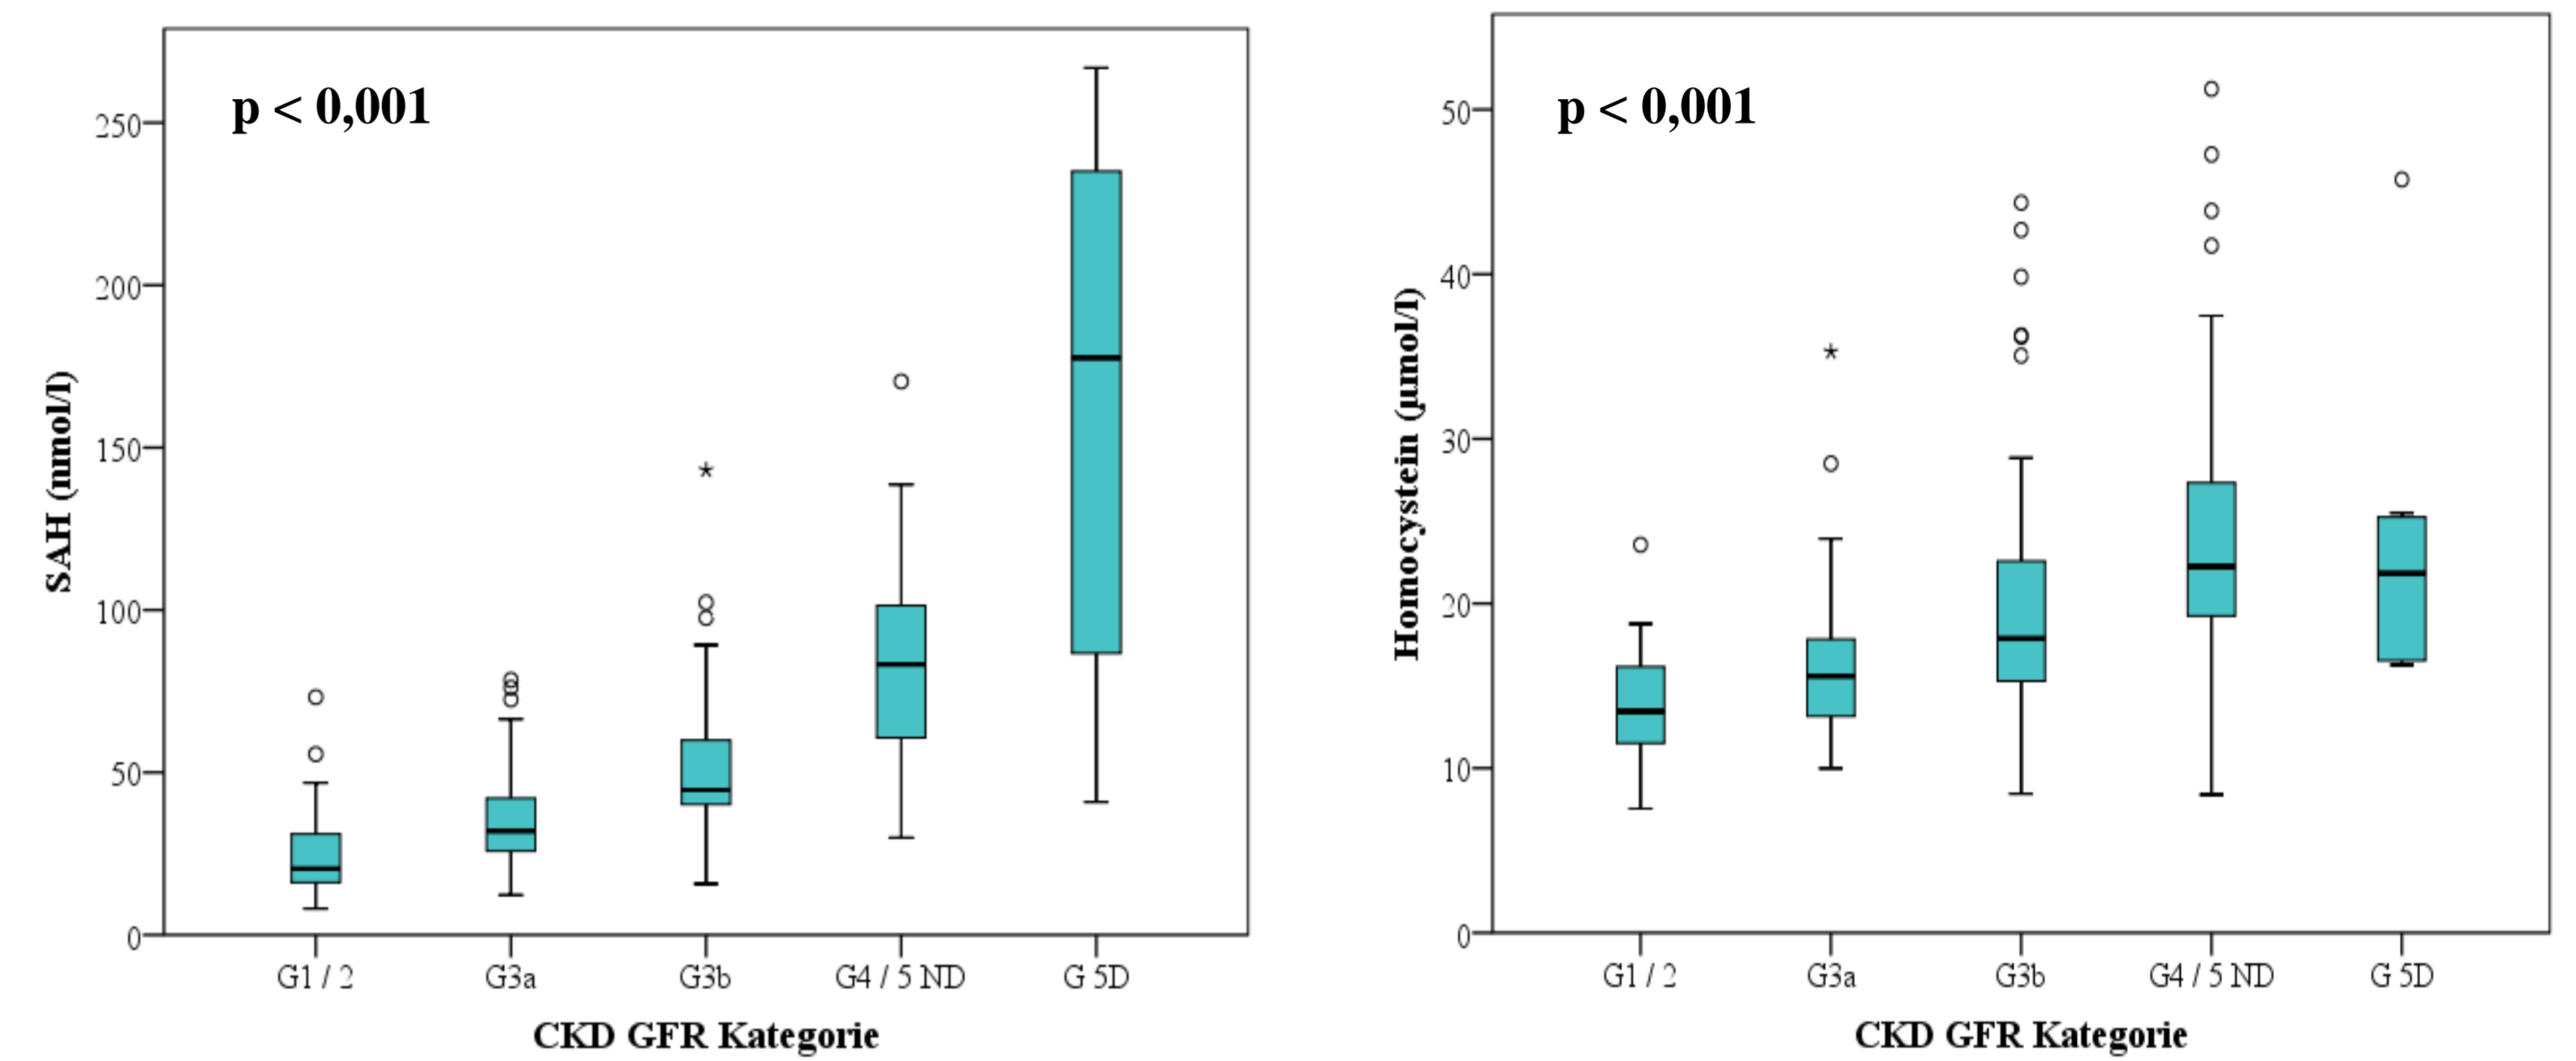 p < 0,001
250
200
150
100
50
0
SAH (nmol/l)
G1 / 2 G3a G3b G4 / 5 ND G 5D
CKD GFR Kategorie
p < 0,001
50
40
30
20
10
0
Homocystein (µmol/l)
G1 / 2 G3a G3b G4 / 5 ND G 5D
CKD GFR Kategorie